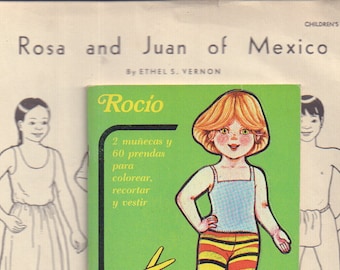 CHILDREN'S
Rosa and Juan of Mexico
By ETHEL S. VERNON
Rocío
2 muñecas y
60 prendas
para
colorear,
recortar
y vestir